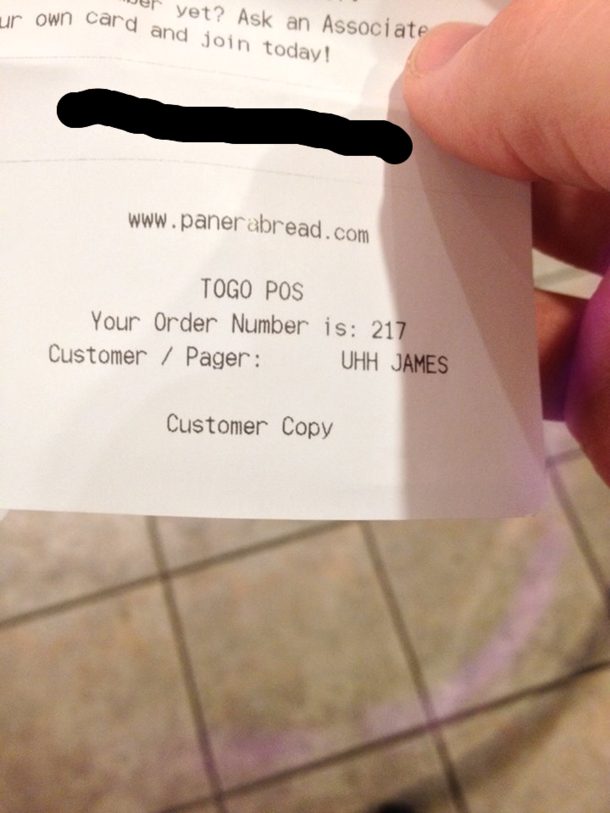 yet? Ask an Associate
own card and join today!
www.panerabread.com
TOGO POS
Your Order Number is: 217
Customer / Pager: UHH JAMES
Customer Copy